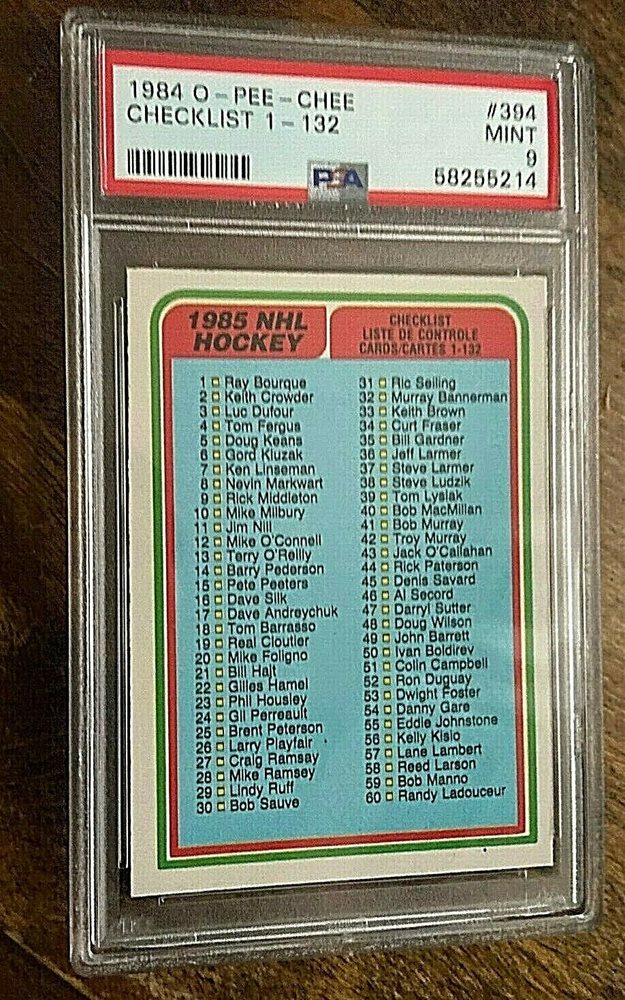 1984 O-PEE-CHEE #394
CHECKLIST 1-132 MINT
9
PSA 58255214
1985 NHL
HOCKEY
CHECKLIST
LISTE DE CONTROLE
CARDS/CARTES 1-132
1 Ray Bourque
2 Keith Crowder
3 Luc Dufour
4 Tom Fergus
5 Doug Keans
6 Gord Kluzak
7 Ken Linseman
8 Nevin Markwart
9 Rick Middleton
10 Mike Milbury
11 Jim Nill
12 Mike O'Connell
13 Terry O'Reilly
14 Barry Pederson
15 Pete Peeters
16 Dave Silk
17 Dave Andreychuk
18 Tom Barrasso
19 Real Cloutier
20 Mike Foligno
21 Bill Hajt
22 Gilles Hamel
23 Phil Housley
24 Gil Perreault
25 Brent Peterson
26 Larry Playfair
27 Craig Ramsay
28 Mike Ramsey
29 Lindy Ruff
30 Bob Sauve
31 Ric Seiling
32 Murray Bannerman
33 Keith Brown
34 Curt Fraser
35 Bill Gardner
36 Jeff Larmer
37 Steve Larmer
38 Steve Ludzik
39 Tom Lysiak
40 Bob MacMillan
41 Bob Murray
42 Troy Murray
43 Jack O'Callahan
44 Rick Paterson
45 Denis Savard
46 Al Secord
47 Darryl Sutter
48 Doug Wilson
49 John Barrett
50 Ivan Boldirev
51 Colin Campbell
52 Ron Duguay
53 Dwight Foster
54 Danny Gare
55 Eddie Johnstone
56 Kelly Kisio
57 Lane Lambert
58 Reed Larson
59 Bob Manno
60 Randy Ladouceur